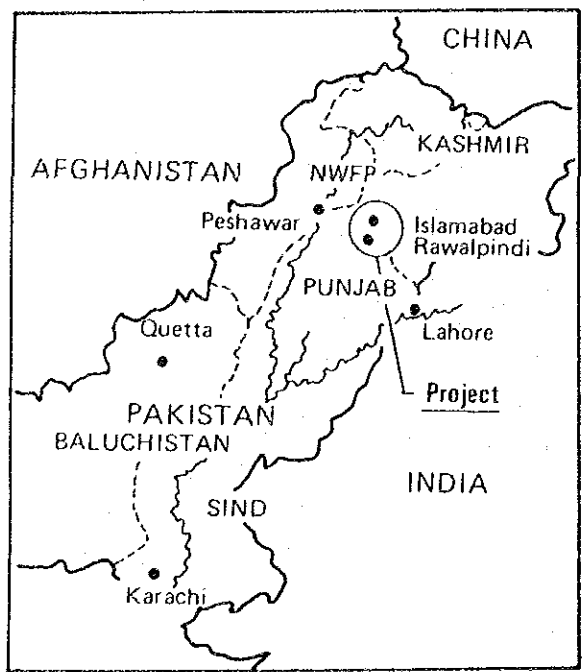 CHINA
KASHMIR
AFGHANISTAN
NWFP
Peshawar
Islamabad
Rawalpindi
PUNJAB
Lahore
Quetta
Project
PAKISTAN
BALUCHISTAN
INDIA
SIND
Karachi